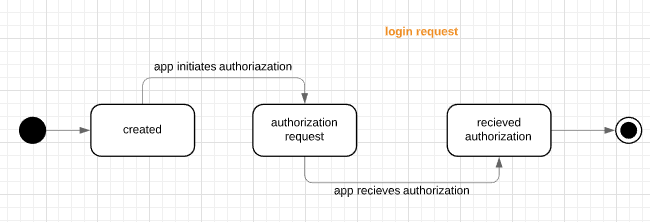 login request
app initiates authoriazation
created
authorization
request
recieved
authorization
app recieves authorization